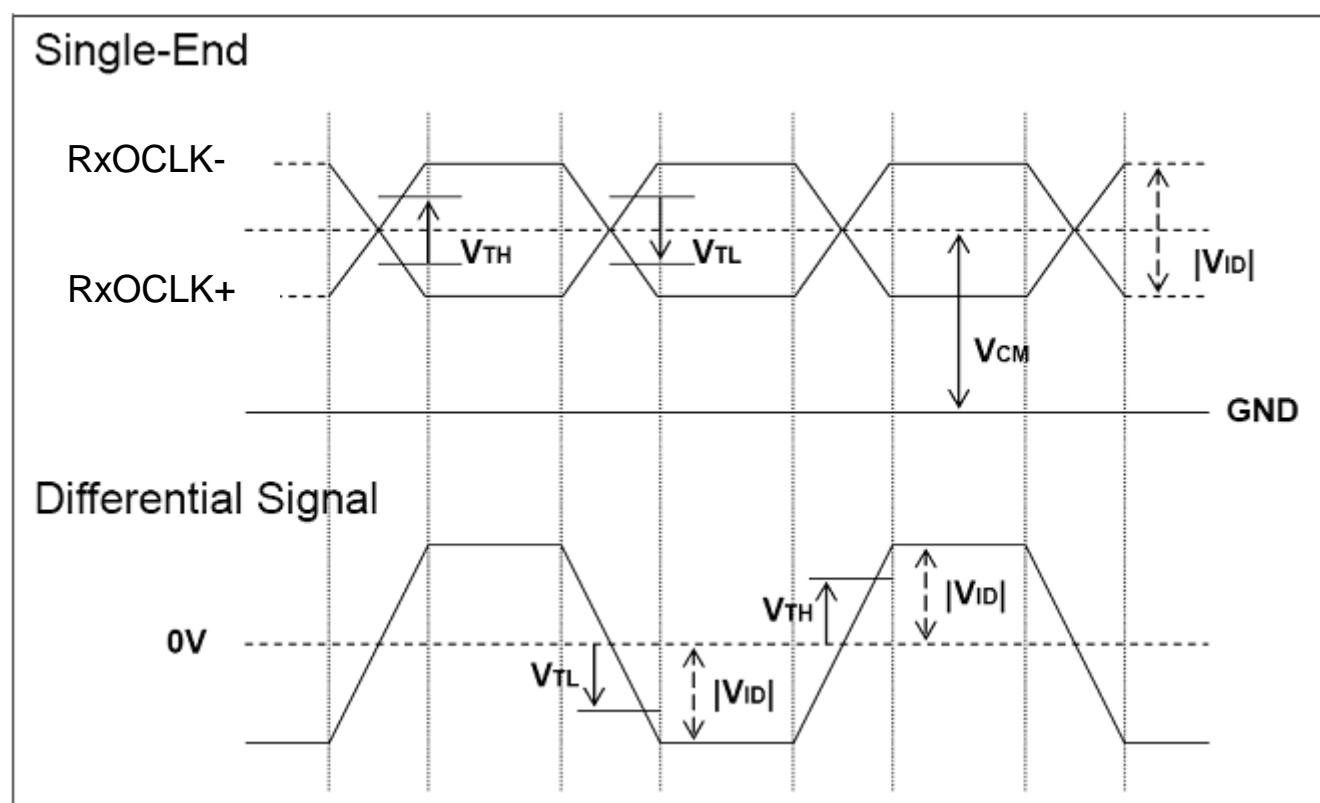 Single-End
RxOCLK-
VTH
VTL
|VID|
RxOCLK+
VCM
GND
Differential Signal
VTH
|VID|
0V
VTL
|VID|